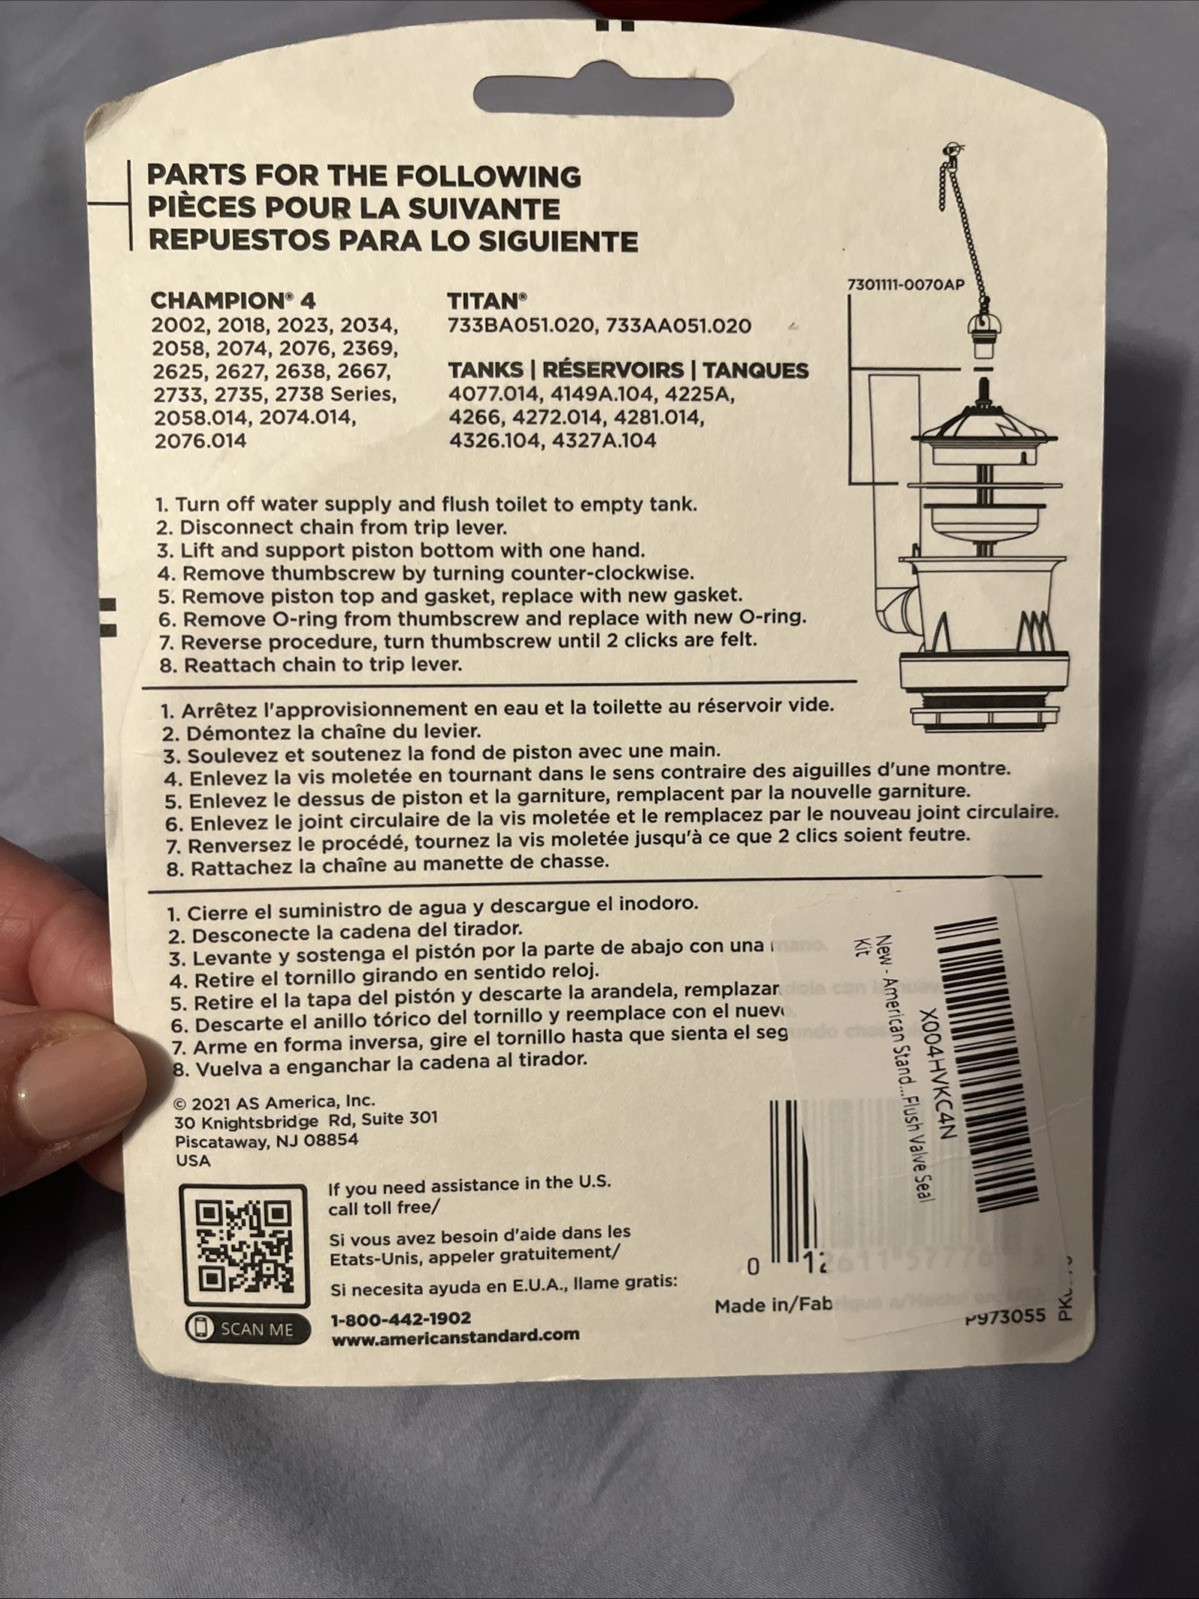 PARTS FOR THE FOLLOWING
PIÈCES POUR LA SUIVANTE
REPUESTOS PARA LO SIGUIENTE
CHAMPION® 4
2002, 2018, 2023, 2034,
2058, 2074, 2076, 2369,
2625, 2627, 2638, 2667,
2733, 2735, 2738 Series,
2058.014, 2074.014,
2076.014
TITAN®
733BA051.020, 733AA051.020
TANKS | RÉSERVOIRS | TANQUES
4077.014, 4149A.104, 4225A,
4266, 4272.014, 4281.014,
4326.104, 4327A.104
7301111-0070AP
1. Turn off water supply and flush toilet to empty tank.
2. Disconnect chain from trip lever.
3. Lift and support piston bottom with one hand.
4. Remove thumbscrew by turning counter-clockwise.
5. Remove piston top and gasket, replace with new gasket.
6. Remove O-ring from thumbscrew and replace with new O-ring.
7. Reverse procedure, turn thumbscrew until 2 clicks are felt.
8. Reattach chain to trip lever.
1. Arrêtez l'approvisionnement en eau et la toilette au réservoir vide.
2. Démontez la chaîne du levier.
3. Soulevez et soutenez la fond de piston avec une main.
4. Enlevez la vis moletée en tournant dans le sens contraire des aiguilles d'une montre.
5. Enlevez le dessus de piston et la garniture, remplacent par la nouvelle garniture.
6. Enlevez le joint circulaire de la vis moletée et le remplacez par le nouveau joint circulaire.
7. Renversez le procédé, tournez la vis moletée jusqu'à ce que 2 clics soient feutre.
8. Rattachez la chaîne au manette de chasse.
1. Cierre el suministro de agua y descargue el inodoro.
2. Desconecte la cadena del tirador.
3. Levante y sostenga el pistón por la parte de abajo con una mano.
4. Retire el tornillo girando en sentido reloj.
5. Retire el la tapa del pistón y descarte la arandela, remplazar
6. Descarte el anillo tórico del tornillo y reemplace con el nuev
7. Arme en forma inversa, gire el tornillo hasta que sienta el seg
8. Vuelva a enganchar la cadena al tirador.
© 2021 AS America, Inc.
30 Knightsbridge Rd, Suite 301
Piscataway, NJ 08854
USA
SCAN ME
If you need assistance in the U.S.
call toll free/
Si vous avez besoin d'aide dans les
Etats-Unis, appeler gratuitement/
Si necesita ayuda en E.U.A., llame gratis:
1-800-442-1902
www.americanstandard.com
X004HVKC4N
New - American Stand...Flush Valve Seal
Kit
0 12
Made in/Fab
P973055